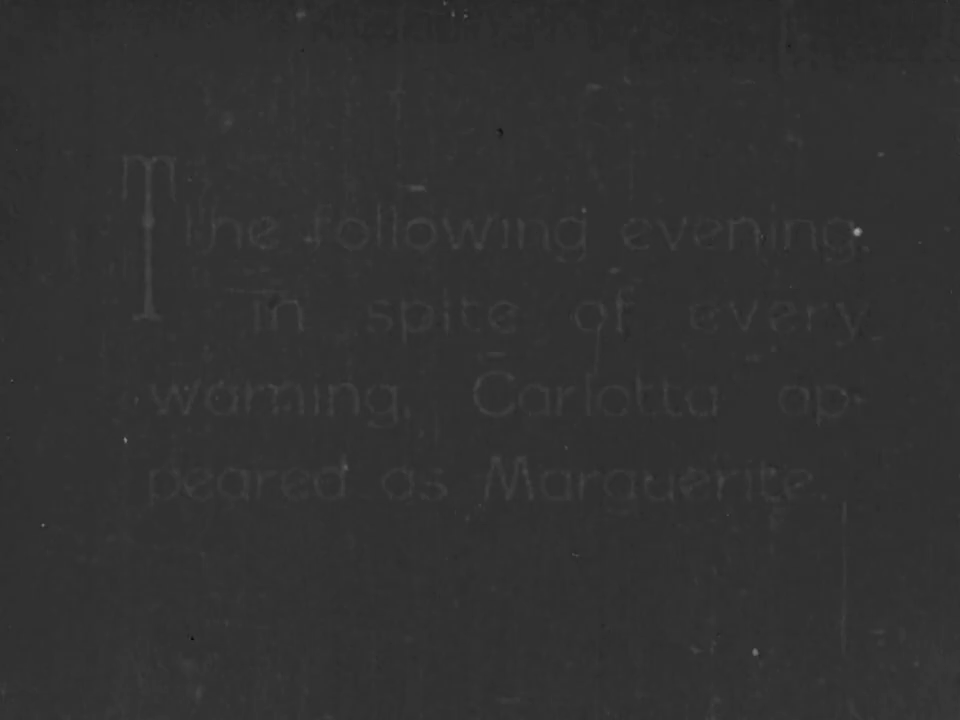 The following evening,
in spite of every
warning, Carlotta ap-
peared as Marguerite.